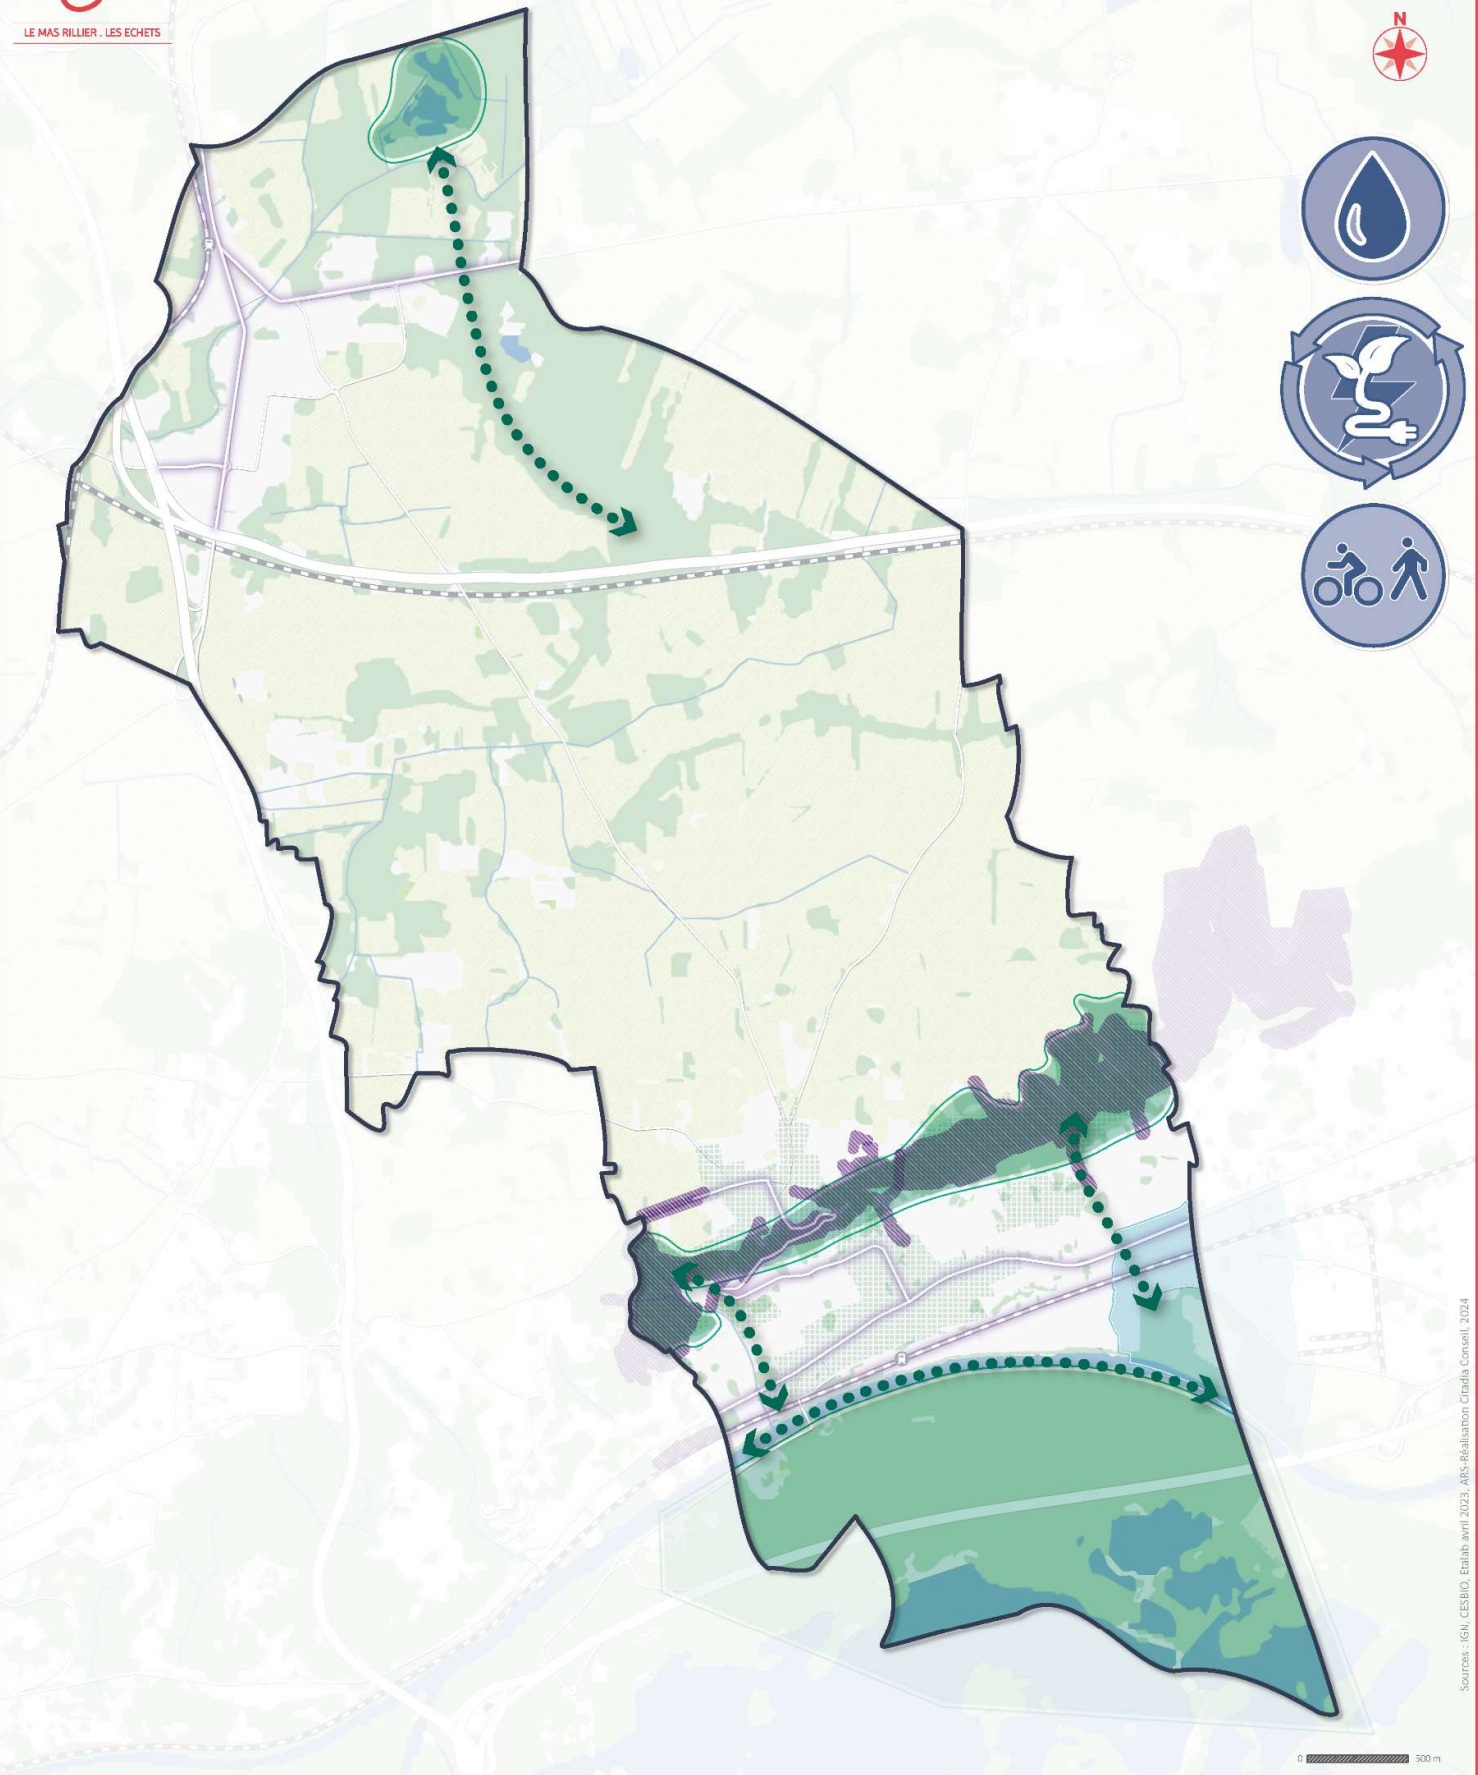 LE MAS RILLIER . LES ECHETS
N
Sources : IGN, CESBIO, Etalab avril 2023, ARS-Réalisation Citadia Conseil, 2024
0 500 m